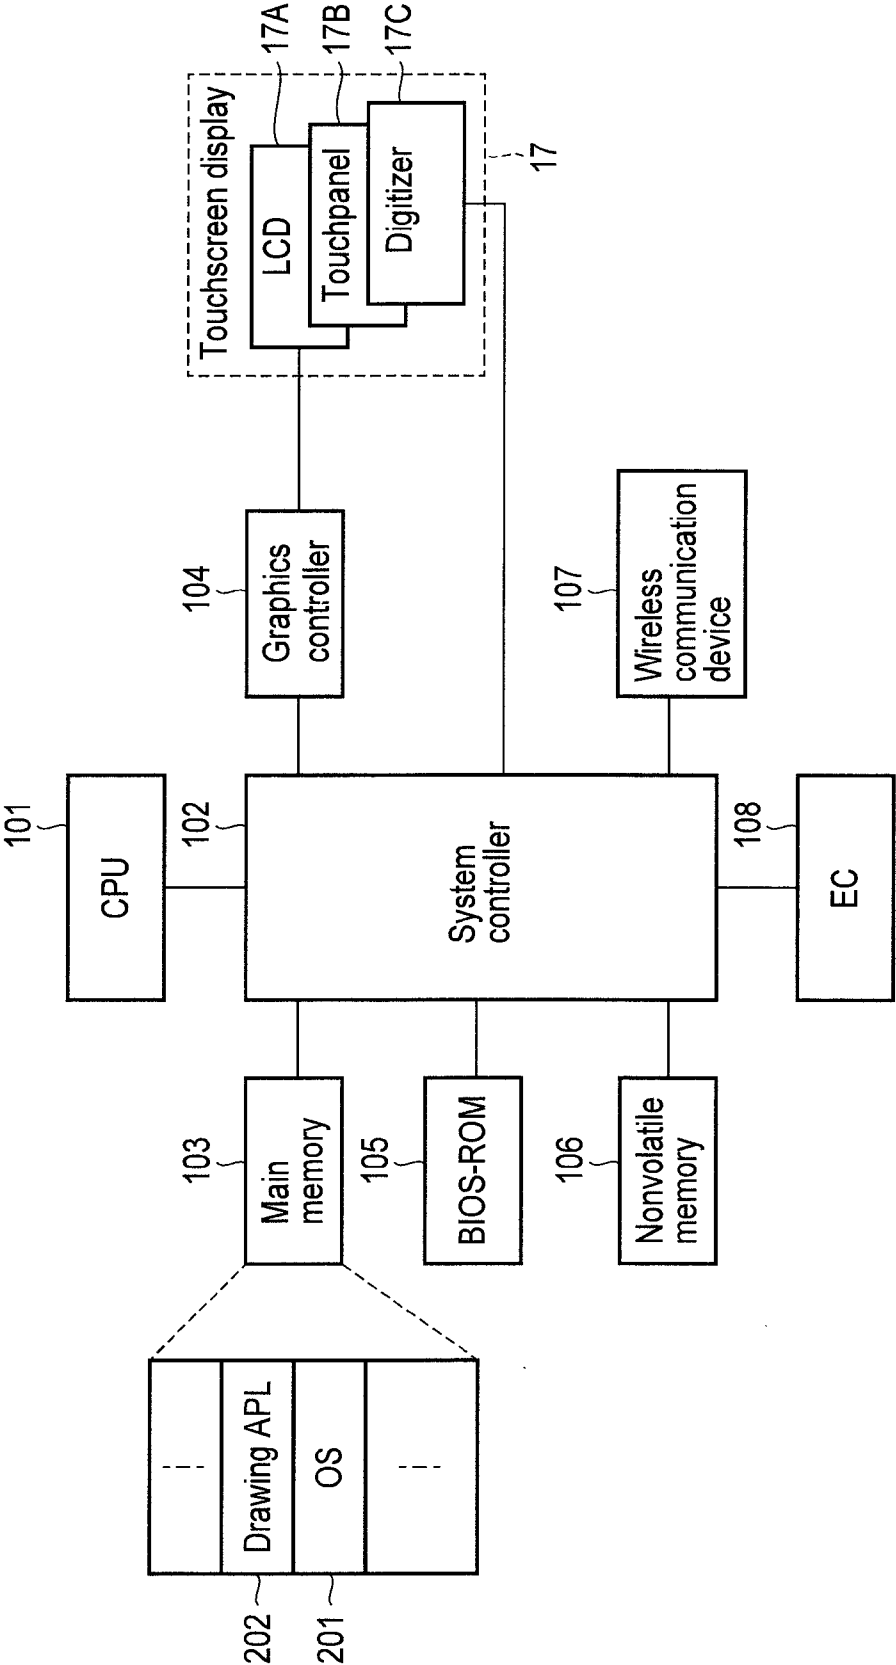 101
CPU
102
System
controller
103
Main
memory
104
Graphics
controller
Touchscreen display
LCD
17A
Touchpanel
17B
Digitizer
17C
17
202
Drawing APL
201
OS
105
BIOS-ROM
106
Nonvolatile
memory
107
Wireless
communication
device
108
EC